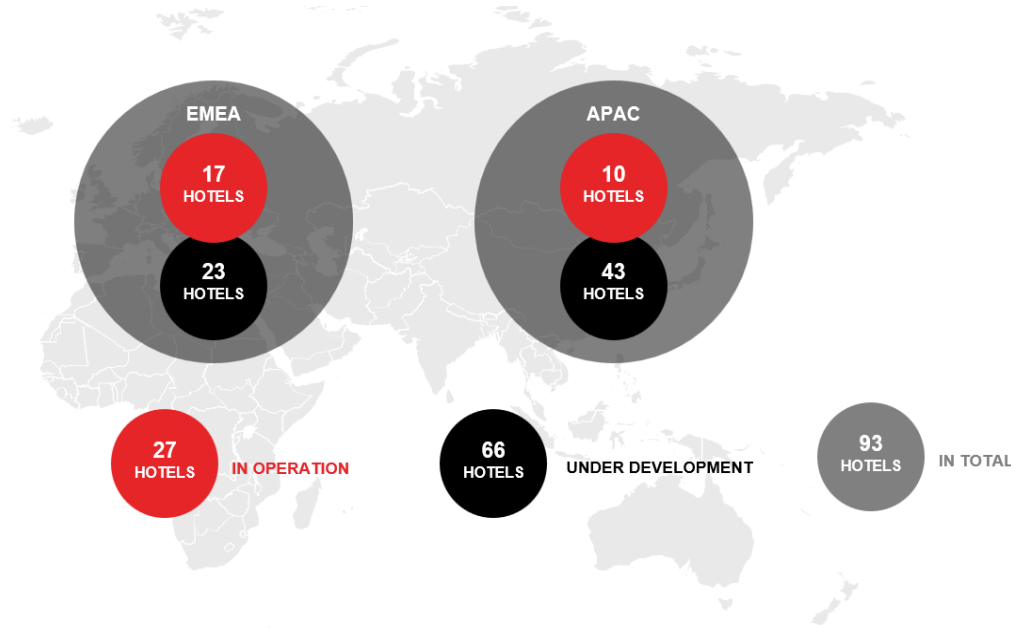 EMEA
17
HOTELS
23
HOTELS
APAC
10
HOTELS
43
HOTELS
27
HOTELS
IN OPERATION
66
HOTELS
UNDER DEVELOPMENT
93
HOTELS
IN TOTAL